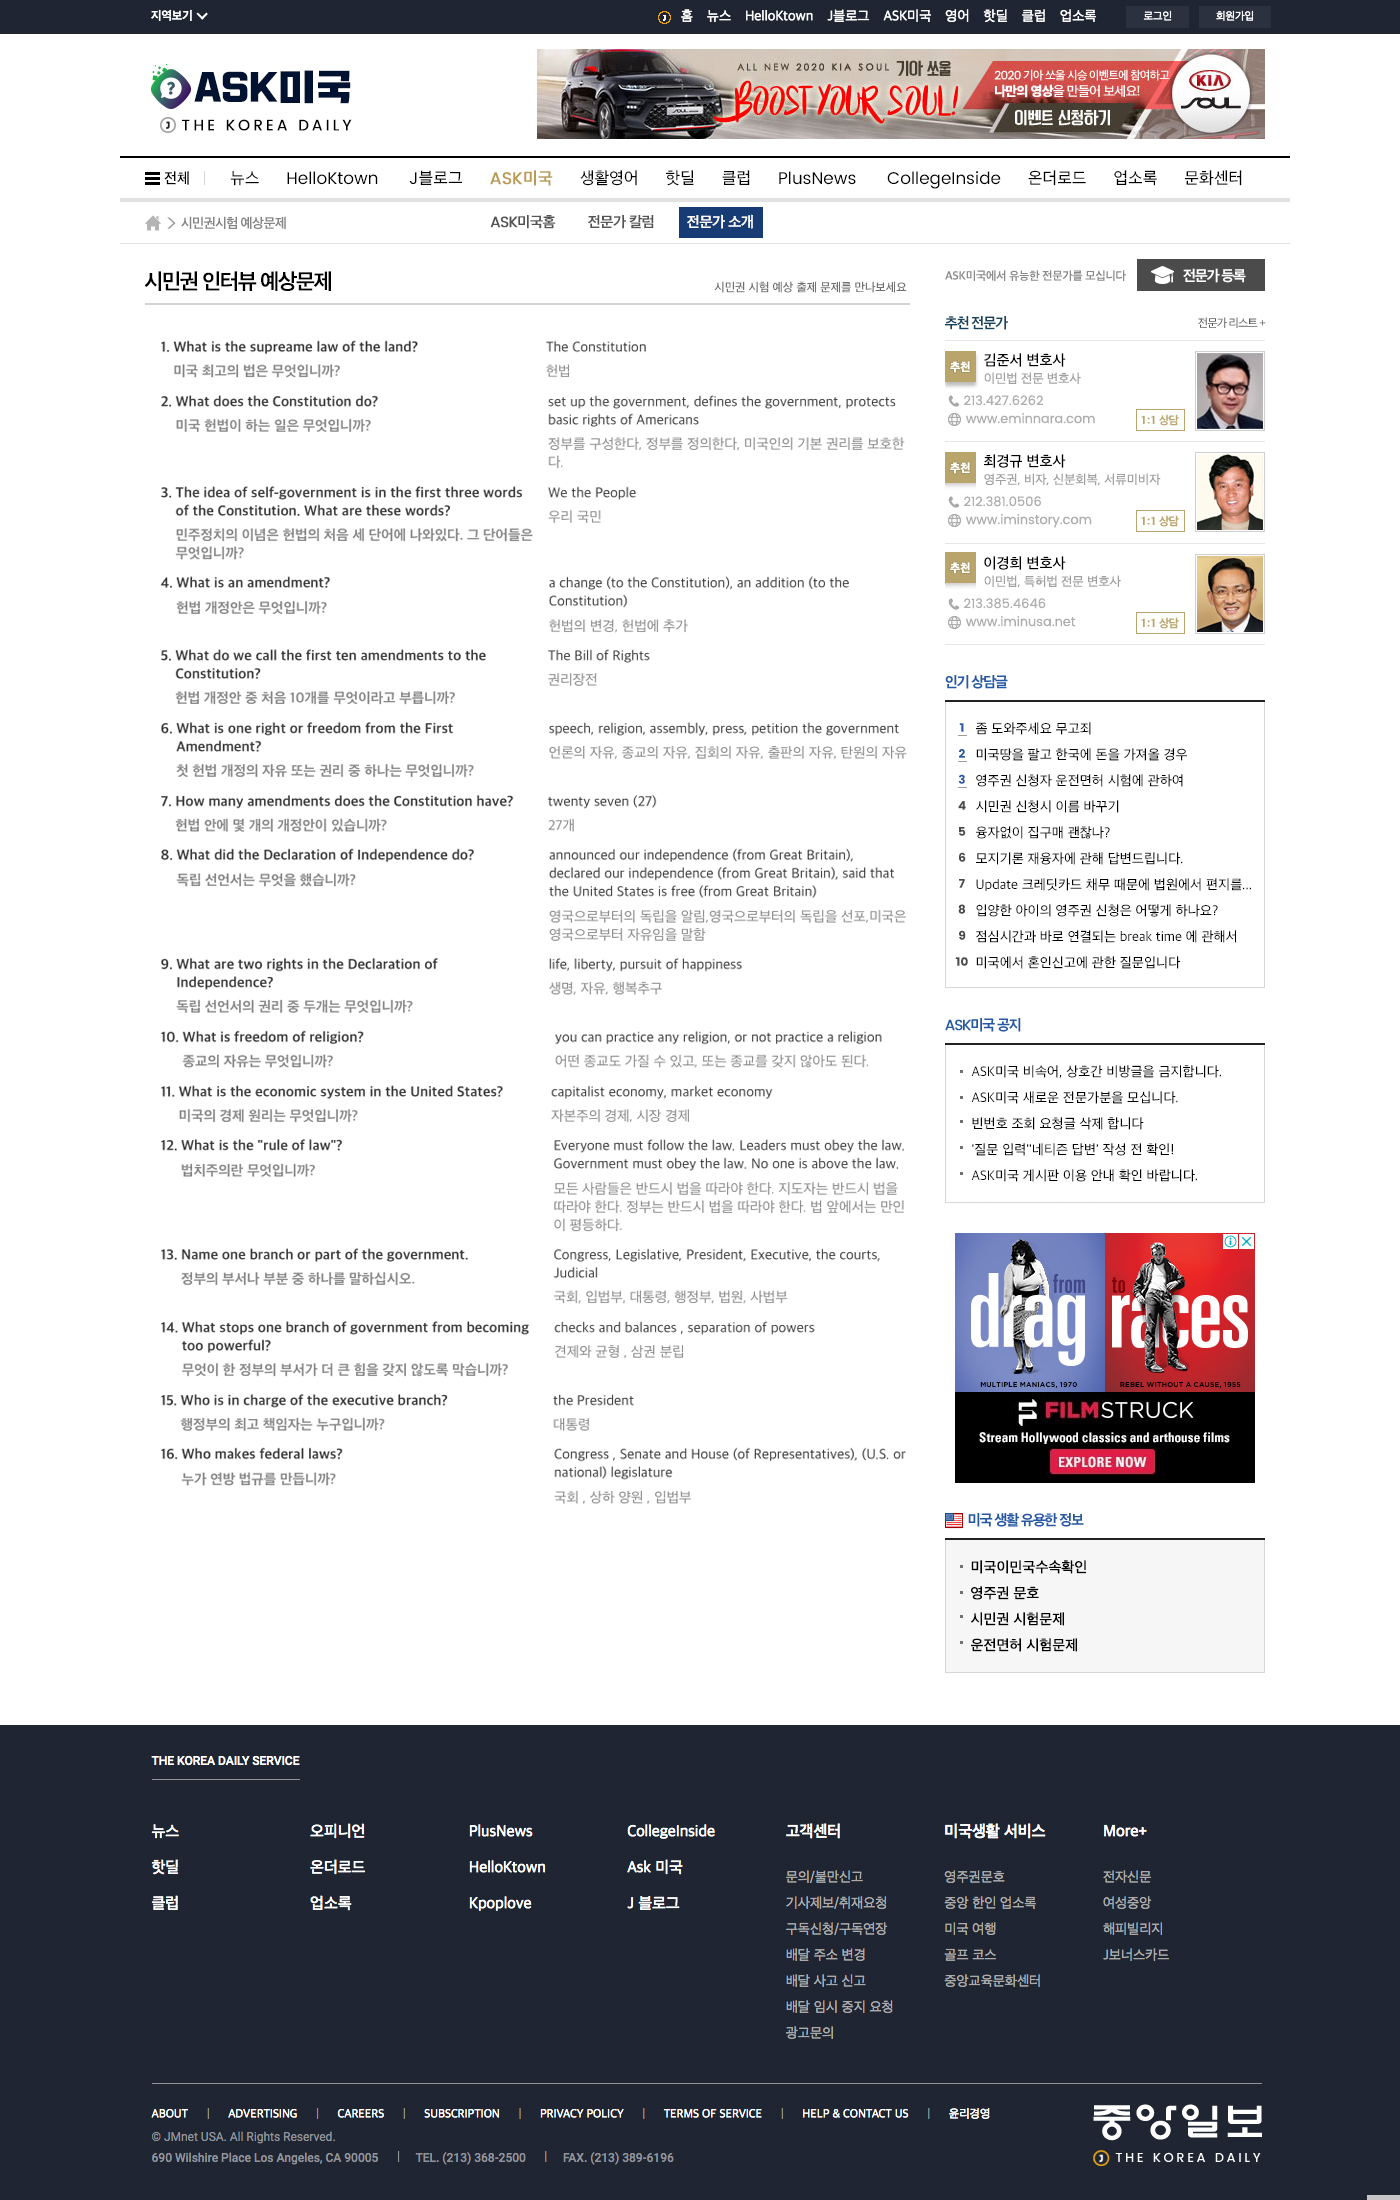 지역보기
홈 뉴스 HelloKtown J블로그 ASK미국 영어 핫딜 클럽 업소록 로그인 회원가입
ASK미국
THE KOREA DAILY
ALL NEW 2020 KIA SOUL 기아 쏘울
BOOST YOUR SOUL!
2020 기아 쏘울 시승 이벤트에 참여하고
나만의 영상을 만들어 보세요!
이벤트 신청하기
KIA
SOUL
전체 뉴스 HelloKtown J블로그 ASK미국 생활영어 핫딜 클럽 PlusNews CollegeInside 온더로드 업소록 문화센터
> 시민권시험 예상문제
ASK미국홈 전문가 칼럼 전문가 소개
시민권 인터뷰 예상문제
시민권 시험 예상 출제 문제를 만나보세요
1. What is the supreame law of the land?
미국 최고의 법은 무엇입니까?
The Constitution
헌법
2. What does the Constitution do?
미국 헌법이 하는 일은 무엇입니까?
set up the government, defines the government, protects
basic rights of Americans
정부를 구성한다, 정부를 정의한다, 미국인의 기본 권리를 보호한
다.
3. The idea of self-government is in the first three words
of the Constitution. What are these words?
민주정치의 이념은 헌법의 처음 세 단어에 나와있다. 그 단어들은
무엇입니까?
We the People
우리 국민
4. What is an amendment?
헌법 개정안은 무엇입니까?
a change (to the Constitution), an addition (to the
Constitution)
헌법의 변경, 헌법에 추가
5. What do we call the first ten amendments to the
Constitution?
헌법 개정안 중 처음 10개를 무엇이라고 부릅니까?
The Bill of Rights
권리장전
6. What is one right or freedom from the First
Amendment?
첫 헌법 개정의 자유 또는 권리 중 하나는 무엇입니까?
speech, religion, assembly, press, petition the government
언론의 자유, 종교의 자유, 집회의 자유, 출판의 자유, 탄원의 자유
7. How many amendments does the Constitution have?
헌법 안에 몇 개의 개정안이 있습니까?
twenty seven (27)
27개
8. What did the Declaration of Independence do?
독립 선언서는 무엇을 했습니까?
announced our independence (from Great Britain),
declared our independence (from Great Britain), said that
the United States is free (from Great Britain)
영국으로부터의 독립을 알림,영국으로부터의 독립을 선포,미국은
영국으로부터 자유임을 말함
9. What are two rights in the Declaration of
Independence?
독립 선언서의 권리 중 두개는 무엇입니까?
life, liberty, pursuit of happiness
생명, 자유, 행복추구
10. What is freedom of religion?
종교의 자유는 무엇입니까?
you can practice any religion, or not practice a religion
어떤 종교도 가질 수 있고, 또는 종교를 갖지 않아도 된다.
11. What is the economic system in the United States?
미국의 경제 원리는 무엇입니까?
capitalist economy, market economy
자본주의 경제, 시장 경제
12. What is the "rule of law"?
법치주의란 무엇입니까?
Everyone must follow the law. Leaders must obey the law.
Government must obey the law. No one is above the law.
모든 사람들은 반드시 법을 따라야 한다. 지도자는 반드시 법을
따라야 한다. 정부는 반드시 법을 따라야 한다. 법 앞에서는 만인
이 평등하다.
13. Name one branch or part of the government.
정부의 부서나 부분 중 하나를 말하십시오.
Congress, Legislative, President, Executive, the courts,
Judicial
국회, 입법부, 대통령, 행정부, 법원, 사법부
14. What stops one branch of government from becoming
too powerful?
무엇이 한 정부의 부서가 더 큰 힘을 갖지 않도록 막습니까?
checks and balances , separation of powers
견제와 균형 , 삼권 분립
15. Who is in charge of the executive branch?
행정부의 최고 책임자는 누구입니까?
the President
대통령
16. Who makes federal laws?
누가 연방 법규를 만듭니까?
Congress , Senate and House (of Representatives), (U.S. or
national) legislature
국회 , 상하 양원 , 입법부
ASK미국에서 유능한 전문가를 모십니다
전문가 등록
추천 전문가
전문가 리스트 +
추천 김준서 변호사
이민법 전문 변호사
213.427.6262
www.eminnara.com
1:1 상담
추천 최경규 변호사
영주권, 비자, 신분회복, 서류미비자
212.381.0506
www.iminstory.com
1:1 상담
추천 이경희 변호사
이민법, 특허법 전문 변호사
213.385.4646
www.iminusa.net
1:1 상담
인기 상담글
1 좀 도와주세요 무고죄
2 미국땅을 팔고 한국에 돈을 가져올 경우
3 영주권 신청자 운전면허 시험에 관하여
4 시민권 신청시 이름 바꾸기
5 융자없이 집구매 괜찮나?
6 모지기론 재융자에 관해 답변드립니다.
7 Update 크레딧카드 채무 때문에 법원에서 편지를...
8 입양한 아이의 영주권 신청은 어떻게 하나요?
9 점심시간과 바로 연결되는 break time 에 관해서
10 미국에서 혼인신고에 관한 질문입니다
ASK미국 공지
ASK미국 비속어, 상호간 비방글을 금지합니다.
ASK미국 새로운 전문가분을 모십니다.
빈번호 조회 요청글 삭제 합니다
'질문 입력''네티즌 답변' 작성 전 확인!
ASK미국 게시판 이용 안내 확인 바랍니다.
from to
drag races
MULTIPLE MANIACS, 1970 REBEL WITHOUT A CAUSE, 1955
FILMSTRUCK
Stream Hollywood classics and arthouse films
EXPLORE NOW
미국 생활 유용한 정보
미국이민국수속확인
영주권 문호
시민권 시험문제
운전면허 시험문제
THE KOREA DAILY SERVICE
뉴스
핫딜
클럽
오피니언
온더로드
업소록
PlusNews
HelloKtown
Kpoplove
CollegeInside
Ask 미국
J 블로그
고객센터
문의/불만신고
기사제보/취재요청
구독신청/구독연장
배달 주소 변경
배달 사고 신고
배달 임시 중지 요청
광고문의
미국생활 서비스
영주권문호
중앙 한인 업소록
미국 여행
골프 코스
중앙교육문화센터
More+
전자신문
여성중앙
해피빌리지
J보너스카드
ABOUT | ADVERTISING | CAREERS | SUBSCRIPTION | PRIVACY POLICY | TERMS OF SERVICE | HELP & CONTACT US | 윤리경영
© JMnet USA. All Rights Reserved.
690 Wilshire Place Los Angeles, CA 90005 | TEL. (213) 368-2500 | FAX. (213) 389-6196
중앙일보
THE KOREA DAILY